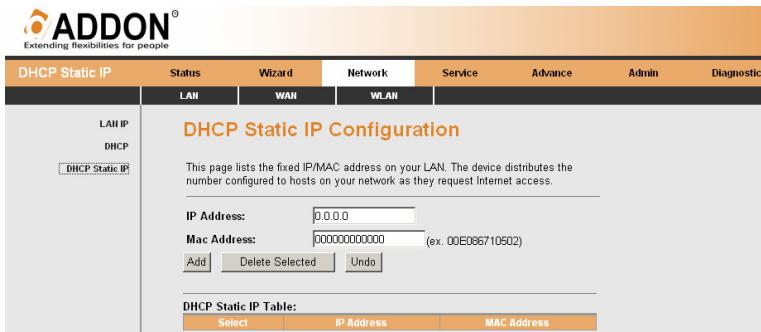 ADDON®
Extending flexibilities for people
DHCP Static IP
Status Wizard Network Service Advance Admin Diagnostic
LAN WAN WLAN
LAN IP
DHCP
DHCP Static IP
DHCP Static IP Configuration
This page lists the fixed IP/MAC address on your LAN. The device distributes the
number configured to hosts on your network as they request Internet access.
IP Address: 0.0.0.0
Mac Address: 000000000000 (ex. 00E086710502)
Add Delete Selected Undo
DHCP Static IP Table:
Select IP Address MAC Address